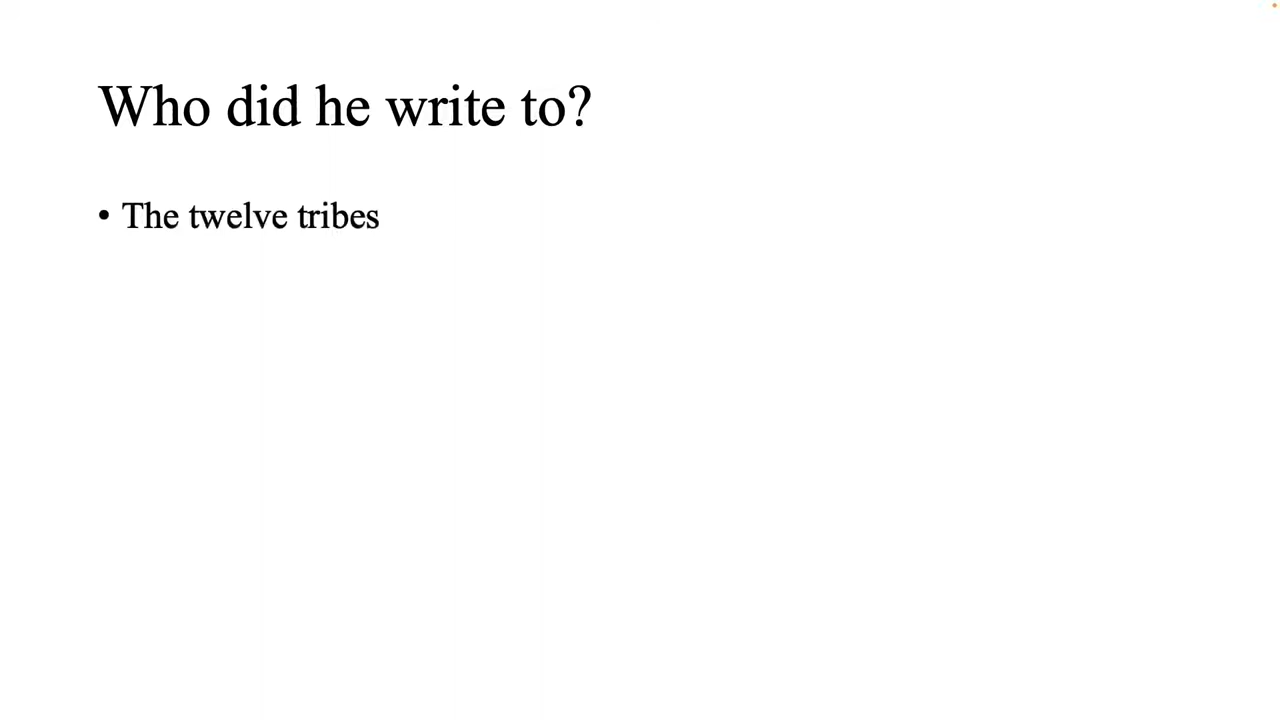 Who did he write to?
• The twelve tribes